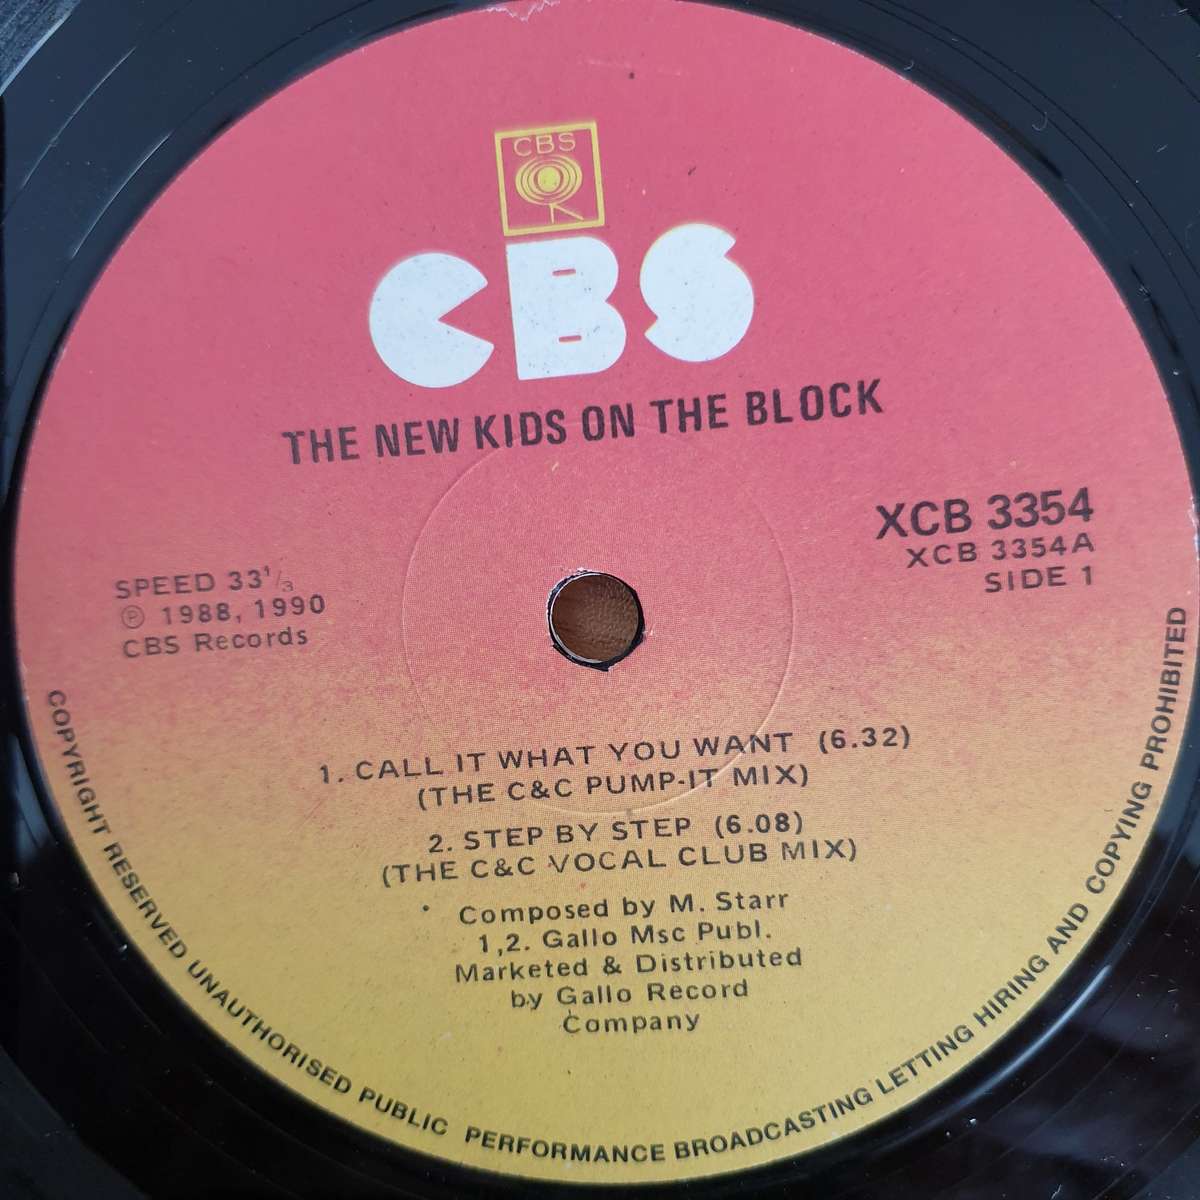 CBS
CBS
THE NEW KIDS ON THE BLOCK
XCB 3354
XCB 3354A
SIDE 1
SPEED 33 1/3
℗ 1988, 1990
CBS Records
1. CALL IT WHAT YOU WANT (6.32)
(THE C&C PUMP-IT MIX)
2. STEP BY STEP (6.08)
(THE C&C VOCAL CLUB MIX)
Composed by M. Starr
1,2. Gallo Msc Publ.
Marketed & Distributed
by Gallo Record
Company
COPYRIGHT RESERVED UNAUTHORISED PUBLIC PERFORMANCE BROADCASTING LETTING HIRING AND COPYING PROHIBITED